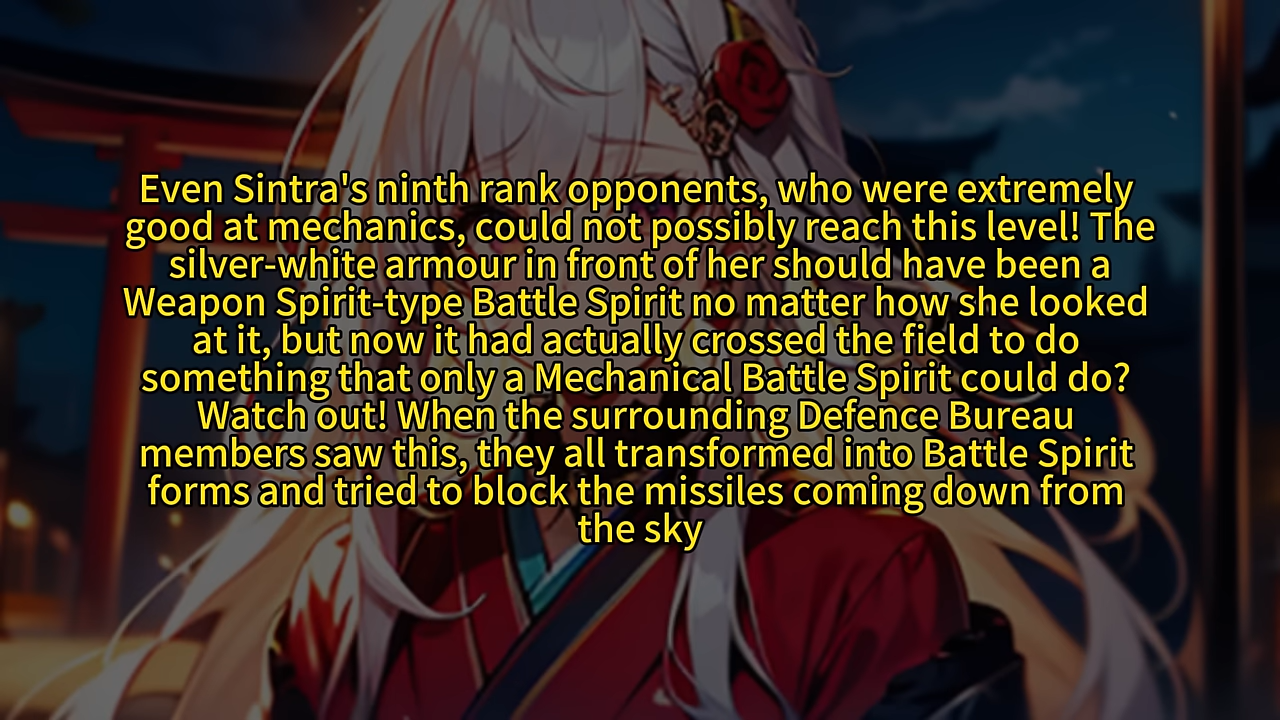 Even Sintra's ninth rank opponents, who were extremely
good at mechanics, could not possibly reach this level! The
silver-white armour in front of her should have been a
Weapon Spirit-type Battle Spirit no matter how she looked
at it, but now it had actually crossed the field to do
something that only a Mechanical Battle Spirit could do?
Watch out! When the surrounding Defence Bureau
members saw this, they all transformed into Battle Spirit
forms and tried to block the missiles coming down from
the sky